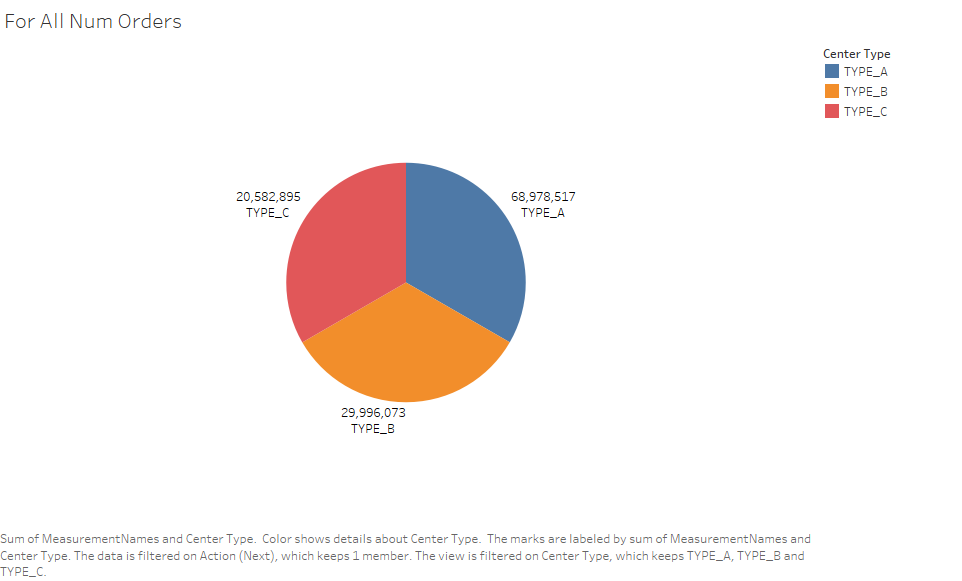 For All Num Orders
Center Type
TYPE_A
TYPE_B
TYPE_C
20,582,895
TYPE_C
68,978,517
TYPE_A
29,996,073
TYPE_B
Sum of MeasurementNames and Center Type.  Color shows details about Center Type.  The marks are labeled by sum of MeasurementNames and
Center Type. The data is filtered on Action (Next), which keeps 1 member. The view is filtered on Center Type, which keeps TYPE_A, TYPE_B and
TYPE_C.